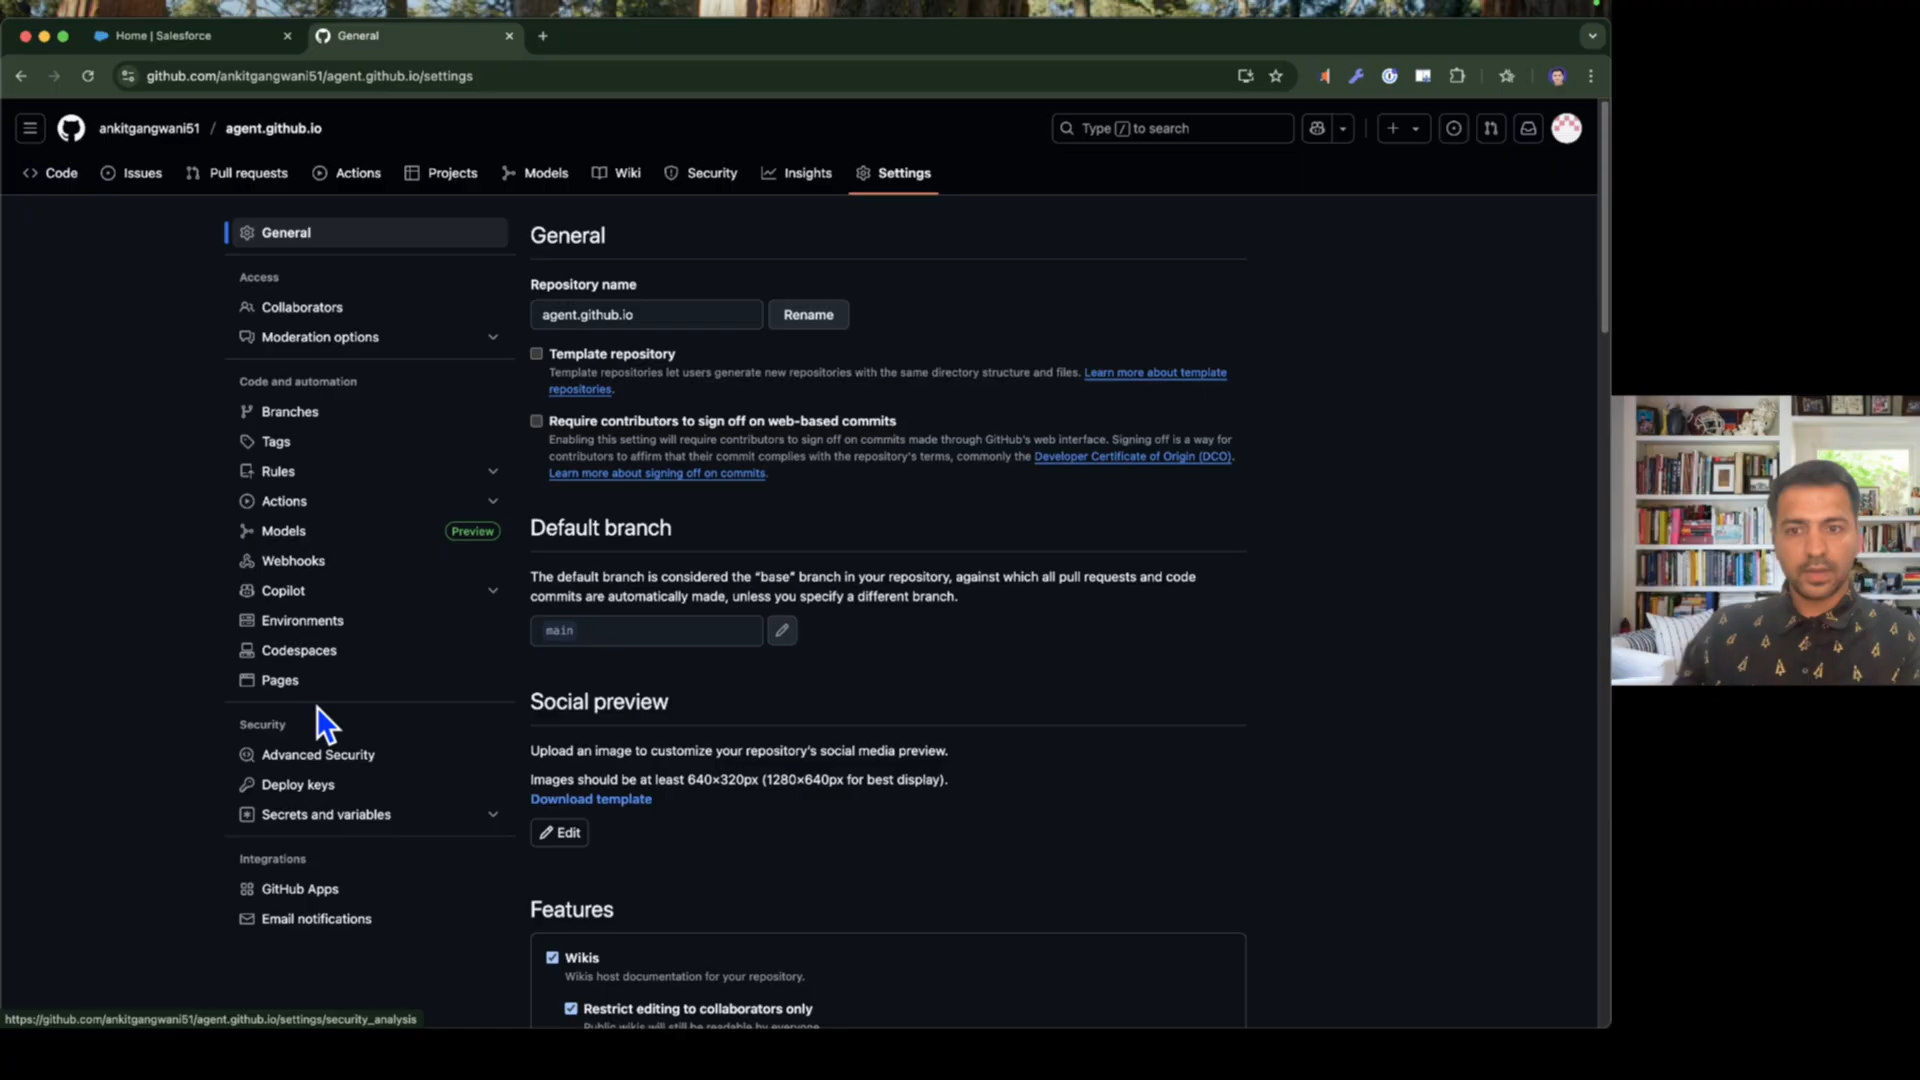 Home | Salesforce
General
github.com/ankitgangwani51/agent.github.io/settings
ankitgangwani51 / agent.github.io
Type / to search
Code
Issues
Pull requests
Actions
Projects
Models
Wiki
Security
Insights
Settings
General
Access
Collaborators
Moderation options
Code and automation
Branches
Tags
Rules
Actions
Models Preview
Webhooks
Copilot
Environments
Codespaces
Pages
Security
Advanced Security
Deploy keys
Secrets and variables
Integrations
GitHub Apps
Email notifications
General
Repository name
agent.github.io Rename
Template repository
Template repositories let users generate new repositories with the same directory structure and files. Learn more about template
repositories.
Require contributors to sign off on web-based commits
Enabling this setting will require contributors to sign off on commits made through GitHub's web interface. Signing off is a way for
contributors to affirm that their commit complies with the repository's terms, commonly the Developer Certificate of Origin (DCO).
Learn more about signing off on commits.
Default branch
The default branch is considered the "base" branch in your repository, against which all pull requests and code
commits are automatically made, unless you specify a different branch.
main
Social preview
Upload an image to customize your repository's social media preview.
Images should be at least 640×320px (1280×640px for best display).
Download template
Edit
Features
Wikis
Wikis host documentation for your repository.
Restrict editing to collaborators only
Public wikis will still be readable by everyone.
https://github.com/ankitgangwani51/agent.github.io/settings/security_analysis